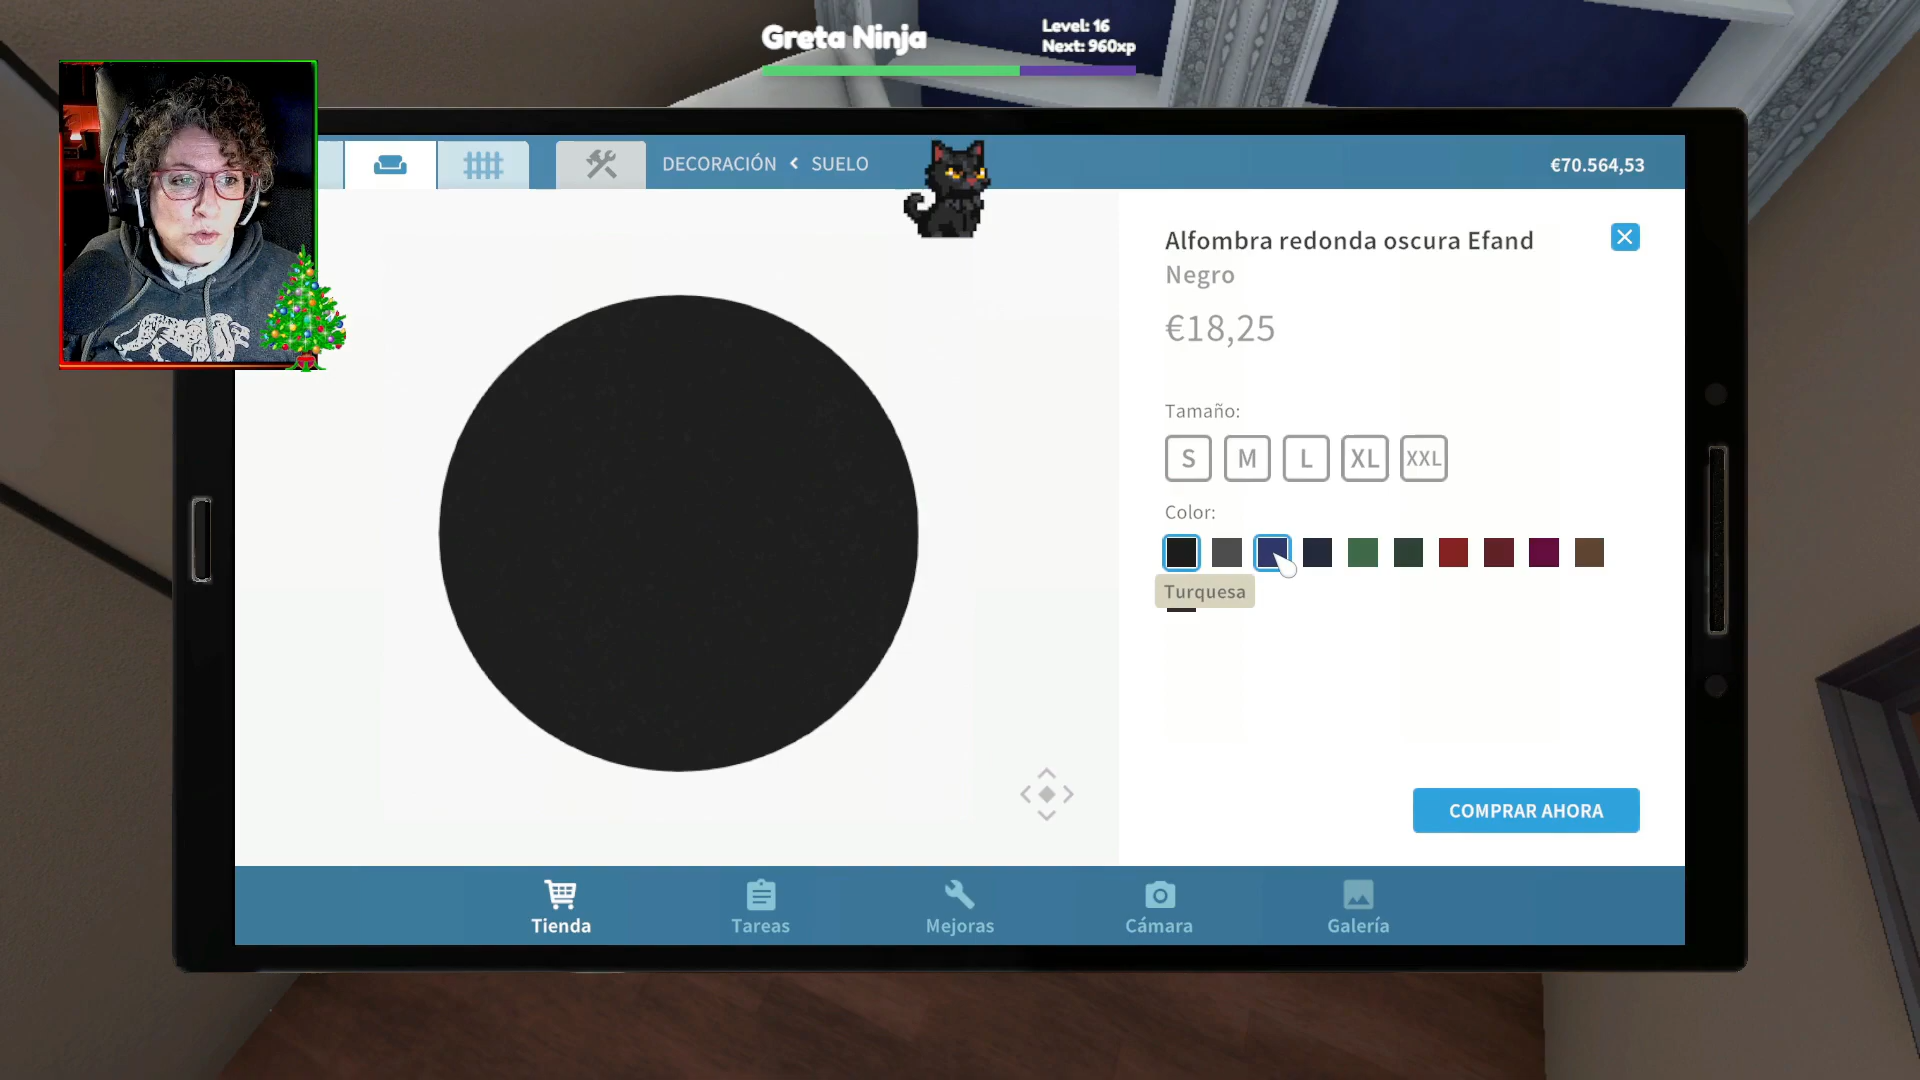 Greta Ninja
Level: 16
Next: 960xp
DECORACIÓN < SUELO
€70.564,53
Alfombra redonda oscura Efand
Negro
€18,25
Tamaño:
S M L XL XXL
Color:
Turquesa
COMPRAR AHORA
Tienda
Tareas
Mejoras
Cámara
Galería